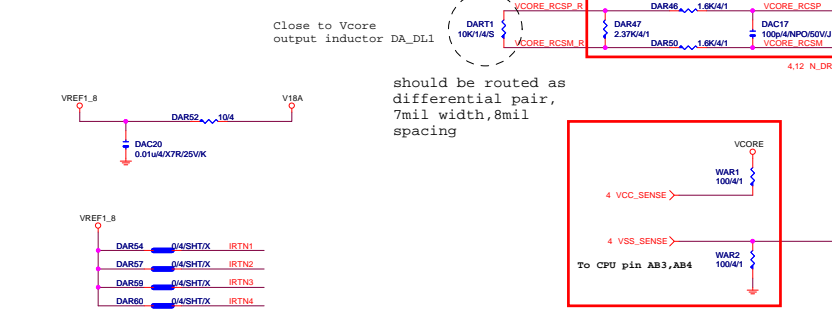 VCORE_RCSP_R
DAR46
1.6K/4/1
VCORE_RCSP
Close to Vcore
output inductor DA_DL1
DART1
10K/1/4/S
DAR47
2.37K/4/1
DAC17
100p/4/NPO/50V/J
VCORE_RCSM_R
DAR50
1.6K/4/1
VCORE_RCSM
4,12 N_DR
should be routed as
differential pair,
7mil width,8mil
spacing
VREF1_8
V18A
DAR52
10/4
DAC20
0.01u/4/X7R/25V/K
VCORE
WAR1
100/4/1
4 VCC_SENSE
4 VSS_SENSE
To CPU pin AB3,AB4
WAR2
100/4/1
VREF1_8
DAR54
0/4/SHT/X
IRTN1
DAR57
0/4/SHT/X
IRTN2
DAR59
0/4/SHT/X
IRTN3
DAR60
0/4/SHT/X
IRTN4